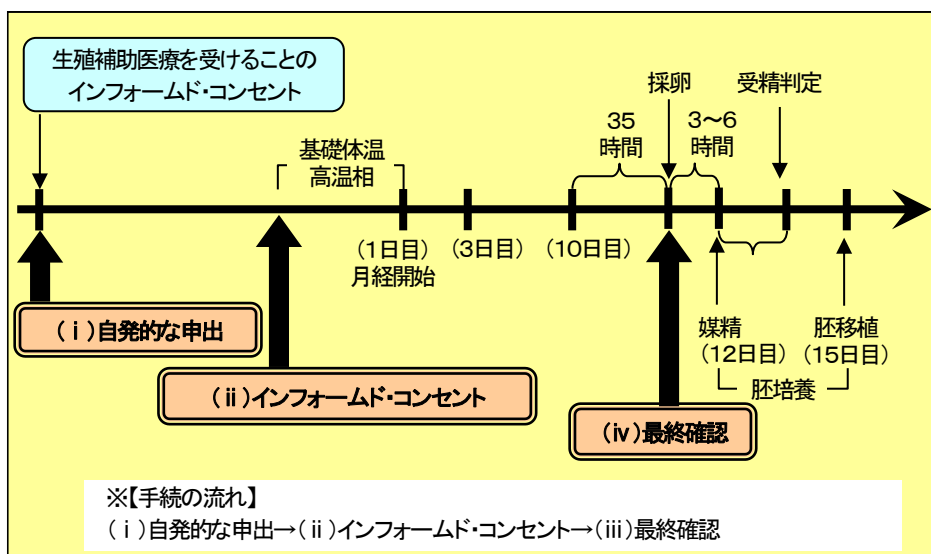 生殖補助医療を受けることの
インフォームド・コンセント
採卵
受精判定
35
時間
3～6
時間
基礎体温
高温相
(1日目)
月経開始
(3日目)
(10日目)
(ⅰ)自発的な申出
媒精
(12日目)
胚移植
(15日目)
胚培養
(ⅱ)インフォームド・コンセント
(ⅳ)最終確認
※【手続の流れ】
(ⅰ)自発的な申出→(ⅱ)インフォームド・コンセント→(ⅲ)最終確認